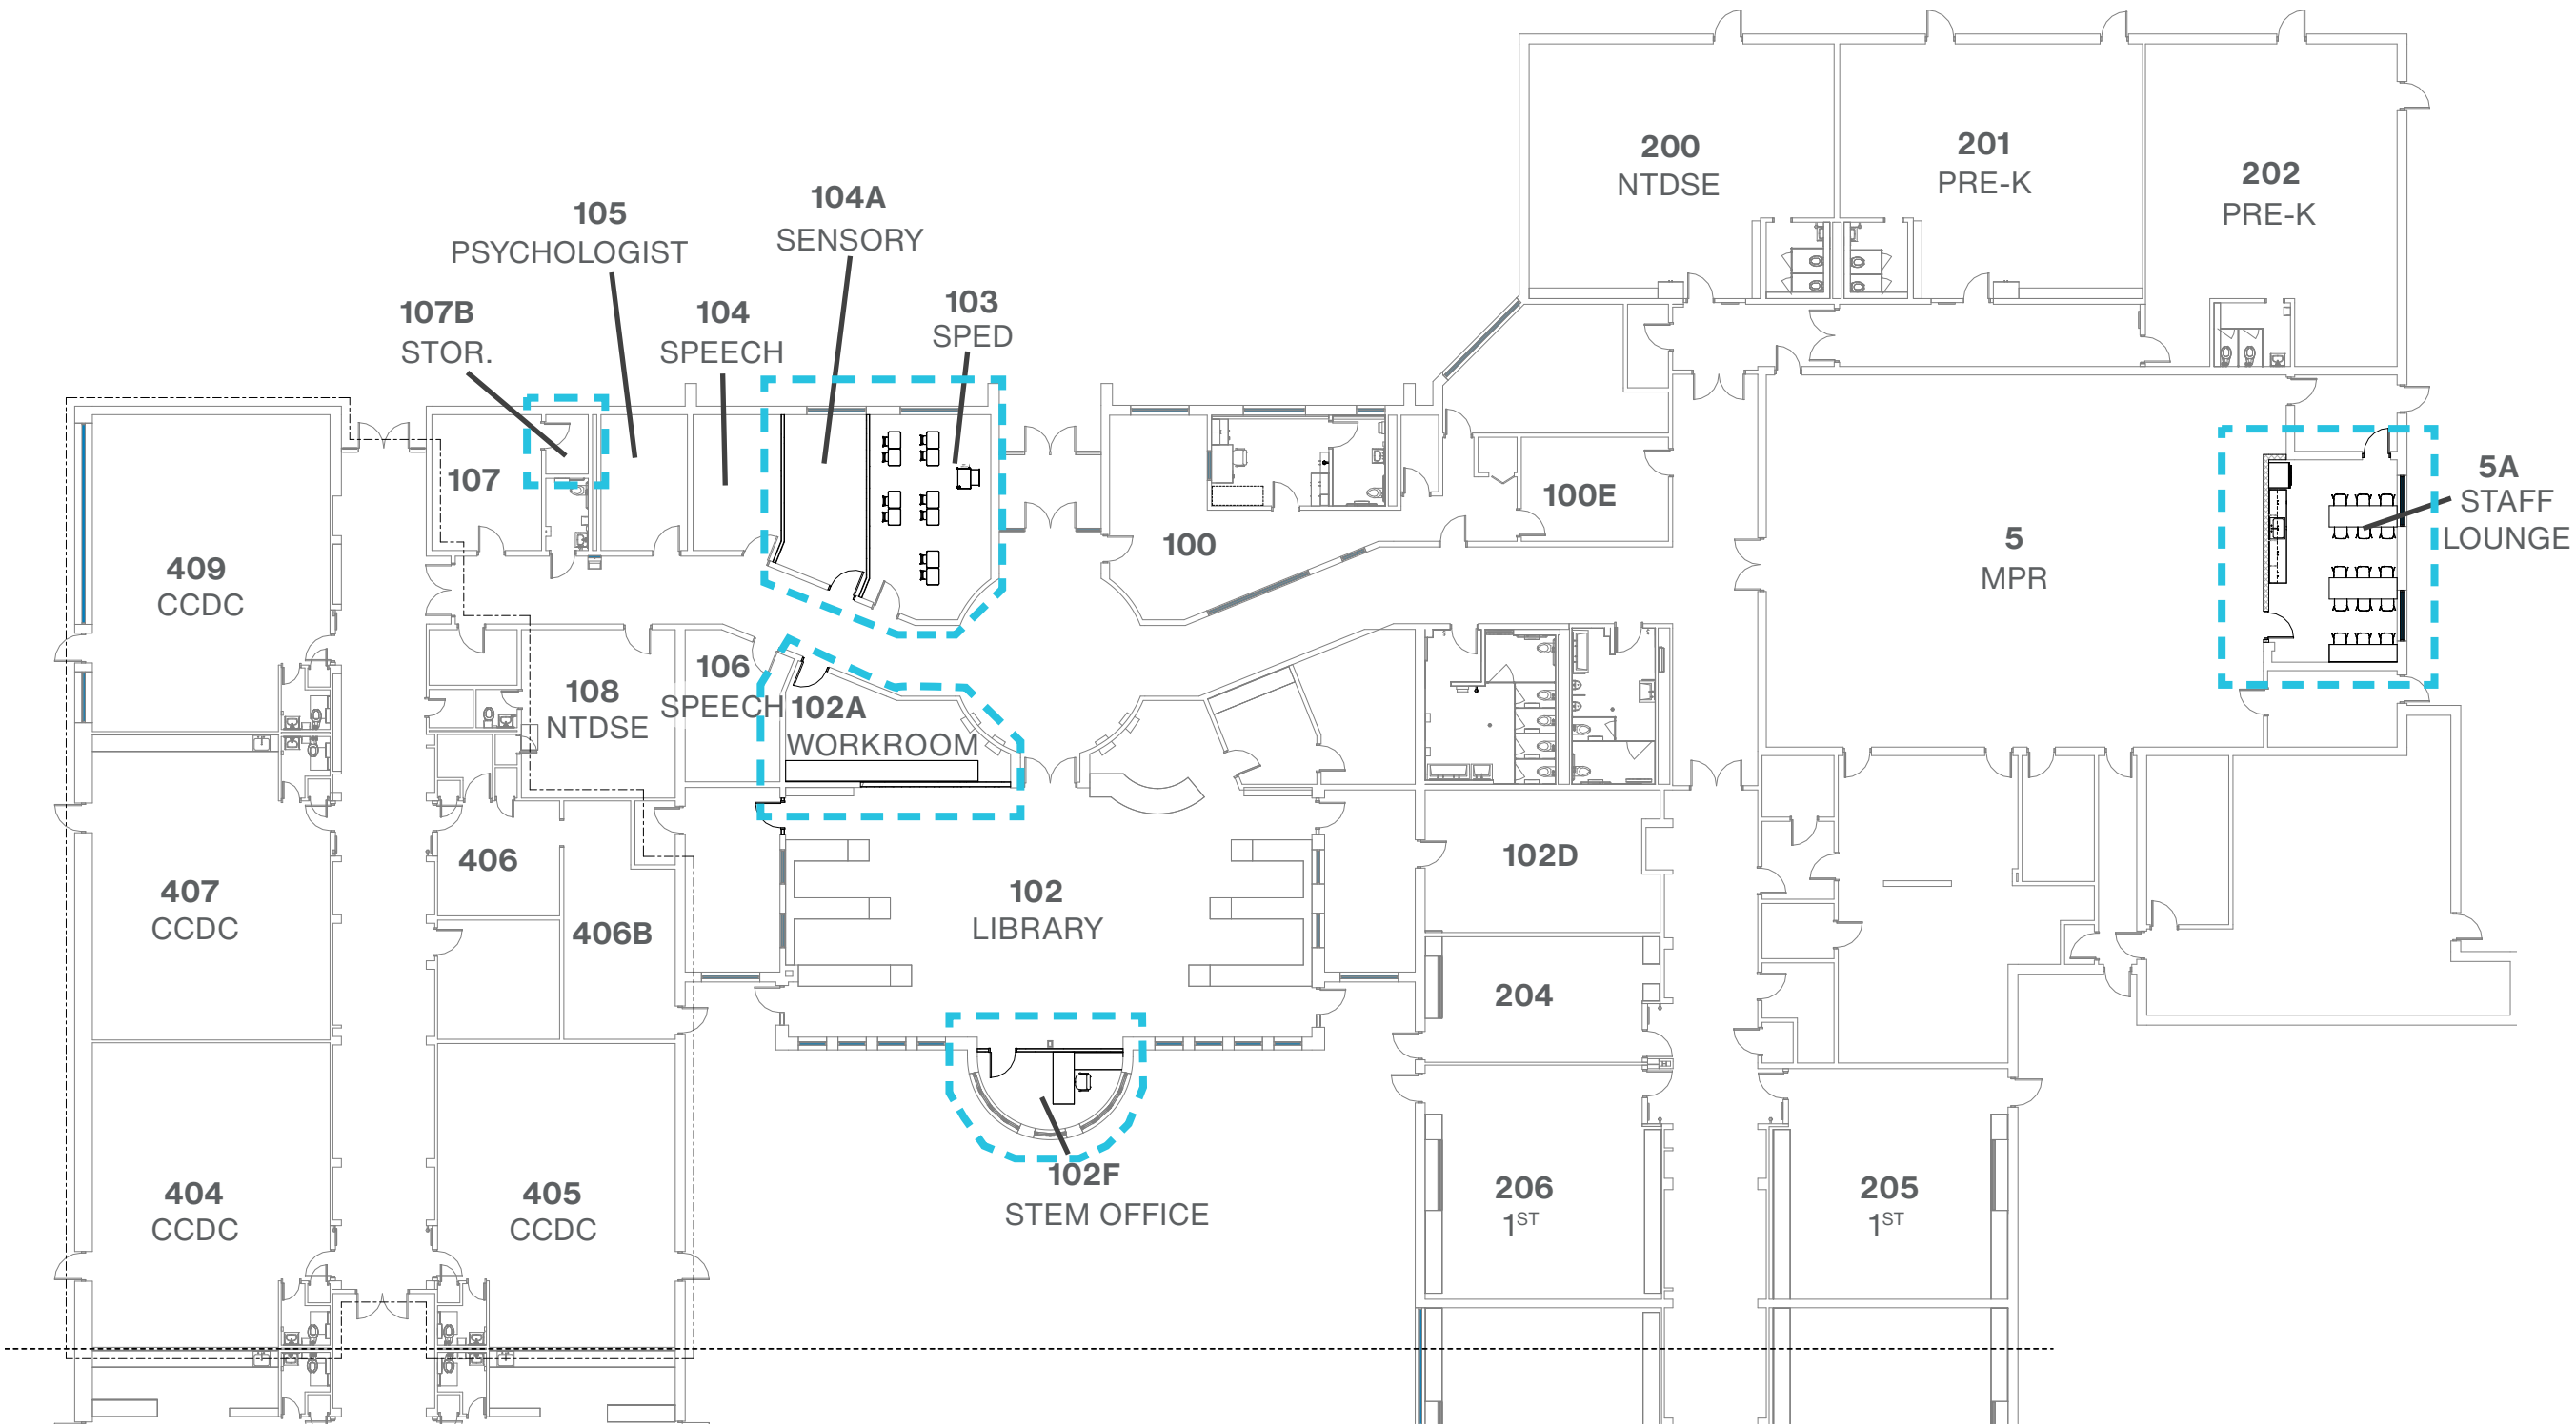 200
NTDSE
201
PRE-K
202
PRE-K
104A
SENSORY
105
PSYCHOLOGIST
103
SPED
107B
STOR.
104
SPEECH
107
100E
100
5A
STAFF
LOUNGE
5
MPR
409
CCDC
106
SPEECH
108
NTDSE
102A
WORKROOM
406
102D
407
CCDC
102
LIBRARY
406B
204
102F
STEM OFFICE
404
CCDC
405
CCDC
206
1ST
205
1ST